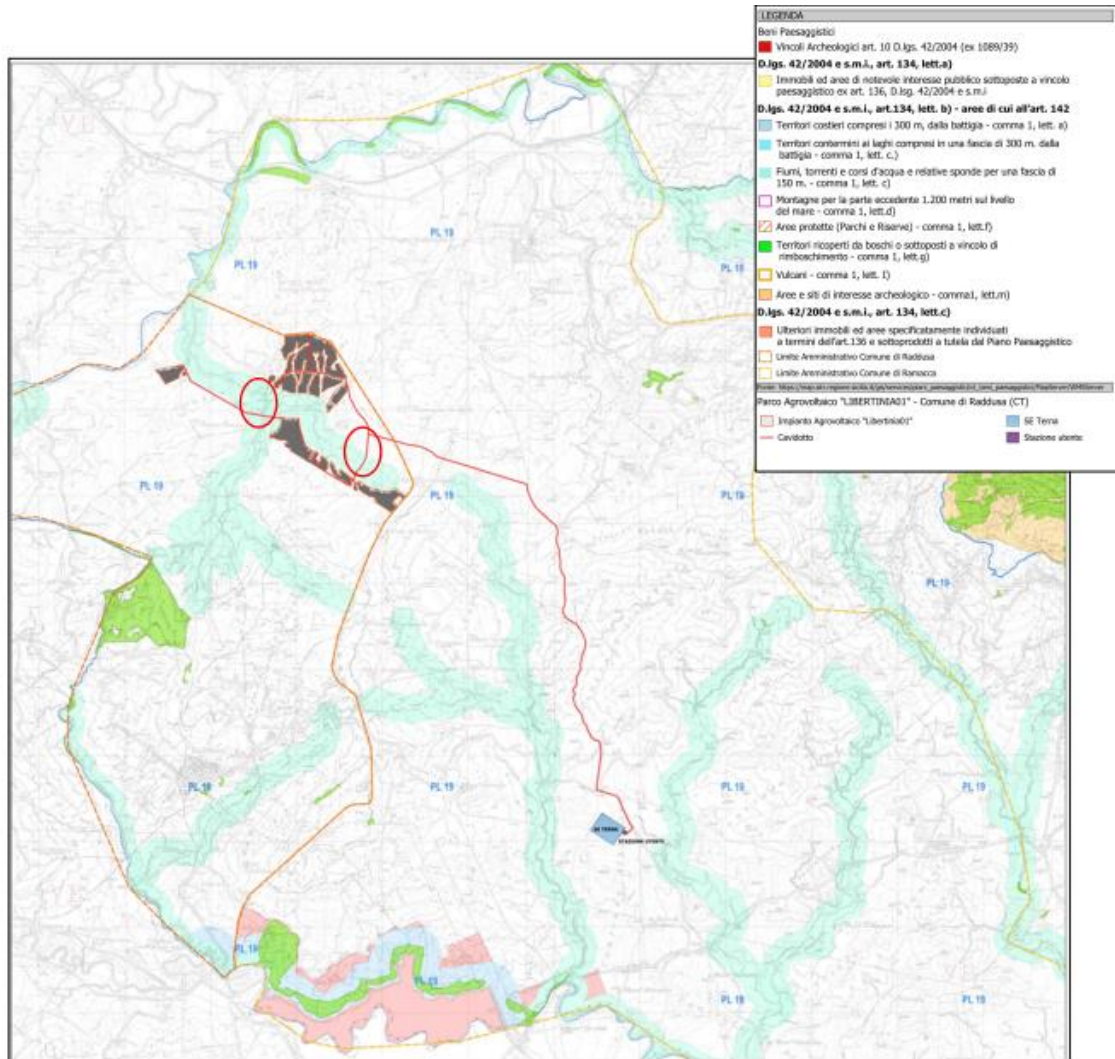 LEGENDA
Beni Paesaggistici
Vincoli Archeologici art. 10 D.lgs. 42/2004 (ex 1089/39)
D.lgs. 42/2004 e s.m.i., art. 134, lett.a)
Immobili ed aree di notevole interesse pubblico sottoposte a vincolo
paesaggistico ex art. 136, D.lsg. 42/2004 e s.m.i
D.lgs. 42/2004 e s.m.i., art.134, lett. b) - aree di cui all'art. 142
Territori costieri compresi i 300 m, dalla battigia - comma 1, lett. a)
Territori contermini ai laghi compresi in una fascia di 300 m. dalla
battigia - comma 1, lett. c.)
Fiumi, torrenti e corsi d'acqua e relative sponde per una fascia di
150 m. - comma 1, lett. c)
Montagne per la parte eccedente 1.200 metri sul livello
del mare - comma 1, lett.d)
Aree protette (Parchi e Riserve) - comma 1, lett.f)
Territori ricoperti da boschi o sottoposti a vincolo di
rimboschimento - comma 1, lett.g)
Vulcani - comma 1, lett. I)
Aree e siti di interesse archeologico - comma1, lett.m)
D.lgs. 42/2004 e s.m.i., art. 134, lett.c)
Ulteriori immobili ed aree specificatamente individuati
a termini dell'art.136 e sottoprodotti a tutela dal Piano Paesaggistico
Limite Amministrativo Comune di Raddusa
Limite Amministrativo Comune di Ramacca
Parco Agrovoltaico "LIBERTINIA01" - Comune di Raddusa (CT)
Impianto Agrovoltaico "Libertinia01"
SE Terna
Cavidotto
Stazione utente
PL 19
PL 19
PL 19
PL 19
PL 19
PL 19
PL 19
PL 19
PL 19
PL 19
PL 19
SE TERNA
STAZIONE UTENTE
PL 19
PL 19
PL 19
PL 19